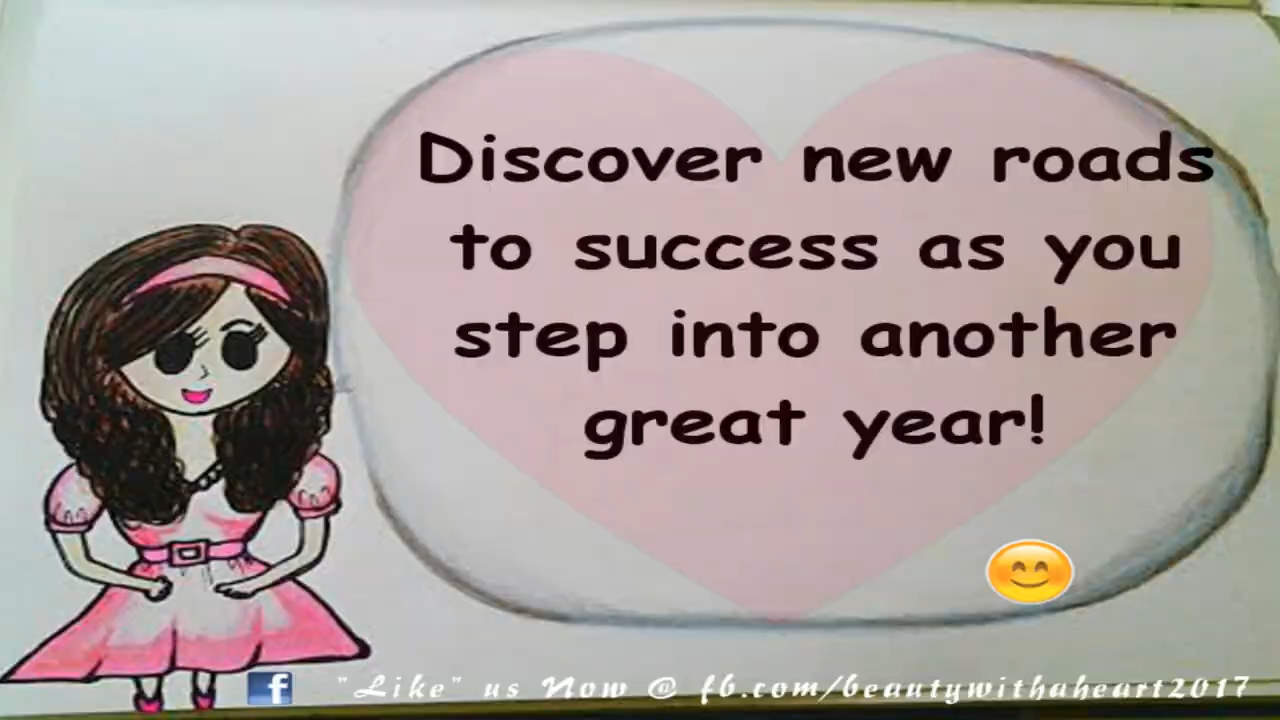 Discover new roads
to success as you
step into another
great year!
f "Like" us Now @ fb.com/beautywithaheart2017